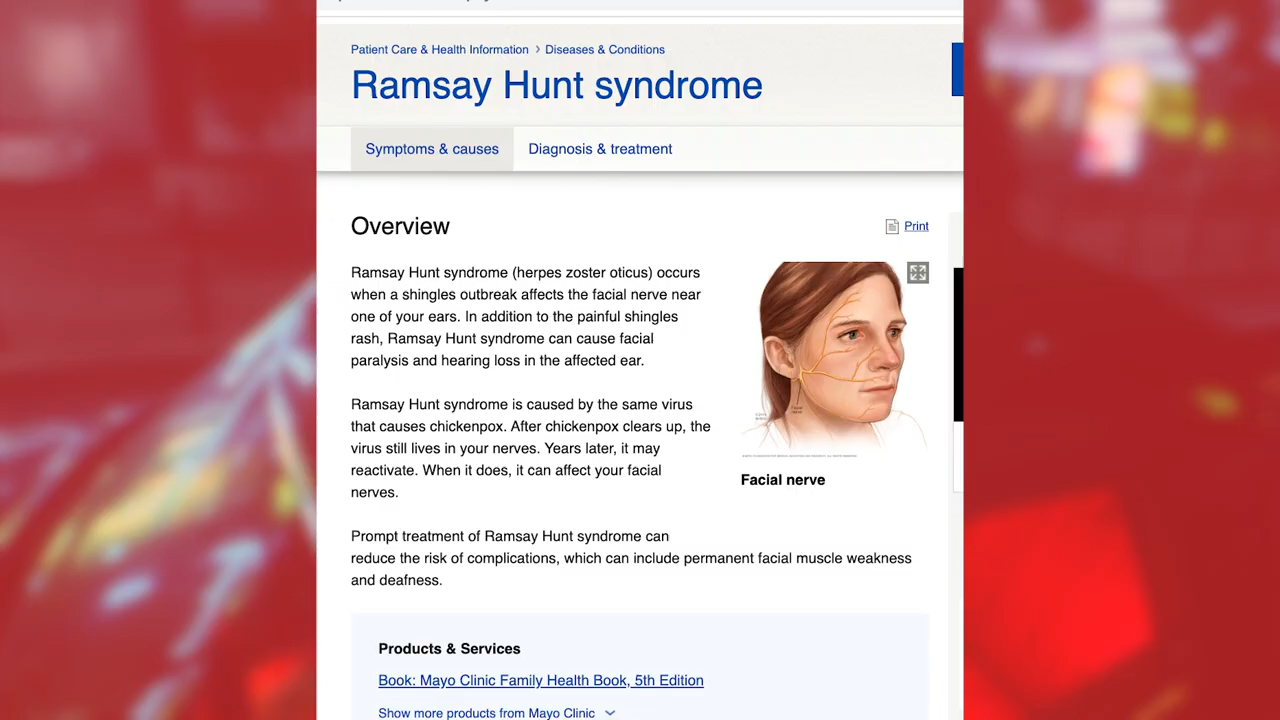 Patient Care & Health Information › Diseases & Conditions
Ramsay Hunt syndrome
Symptoms & causes
Diagnosis & treatment
Overview
Print
Ramsay Hunt syndrome (herpes zoster oticus) occurs
when a shingles outbreak affects the facial nerve near
one of your ears. In addition to the painful shingles
rash, Ramsay Hunt syndrome can cause facial
paralysis and hearing loss in the affected ear.
Ramsay Hunt syndrome is caused by the same virus
that causes chickenpox. After chickenpox clears up, the
virus still lives in your nerves. Years later, it may
reactivate. When it does, it can affect your facial
nerves.
Facial nerve
Prompt treatment of Ramsay Hunt syndrome can
reduce the risk of complications, which can include permanent facial muscle weakness
and deafness.
Products & Services
Book: Mayo Clinic Family Health Book, 5th Edition
Show more products from Mayo Clinic